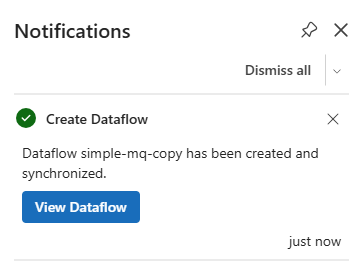 Notifications
Dismiss all
Create Dataflow
Dataflow simple-mq-copy has been created and
synchronized.
View Dataflow
just now